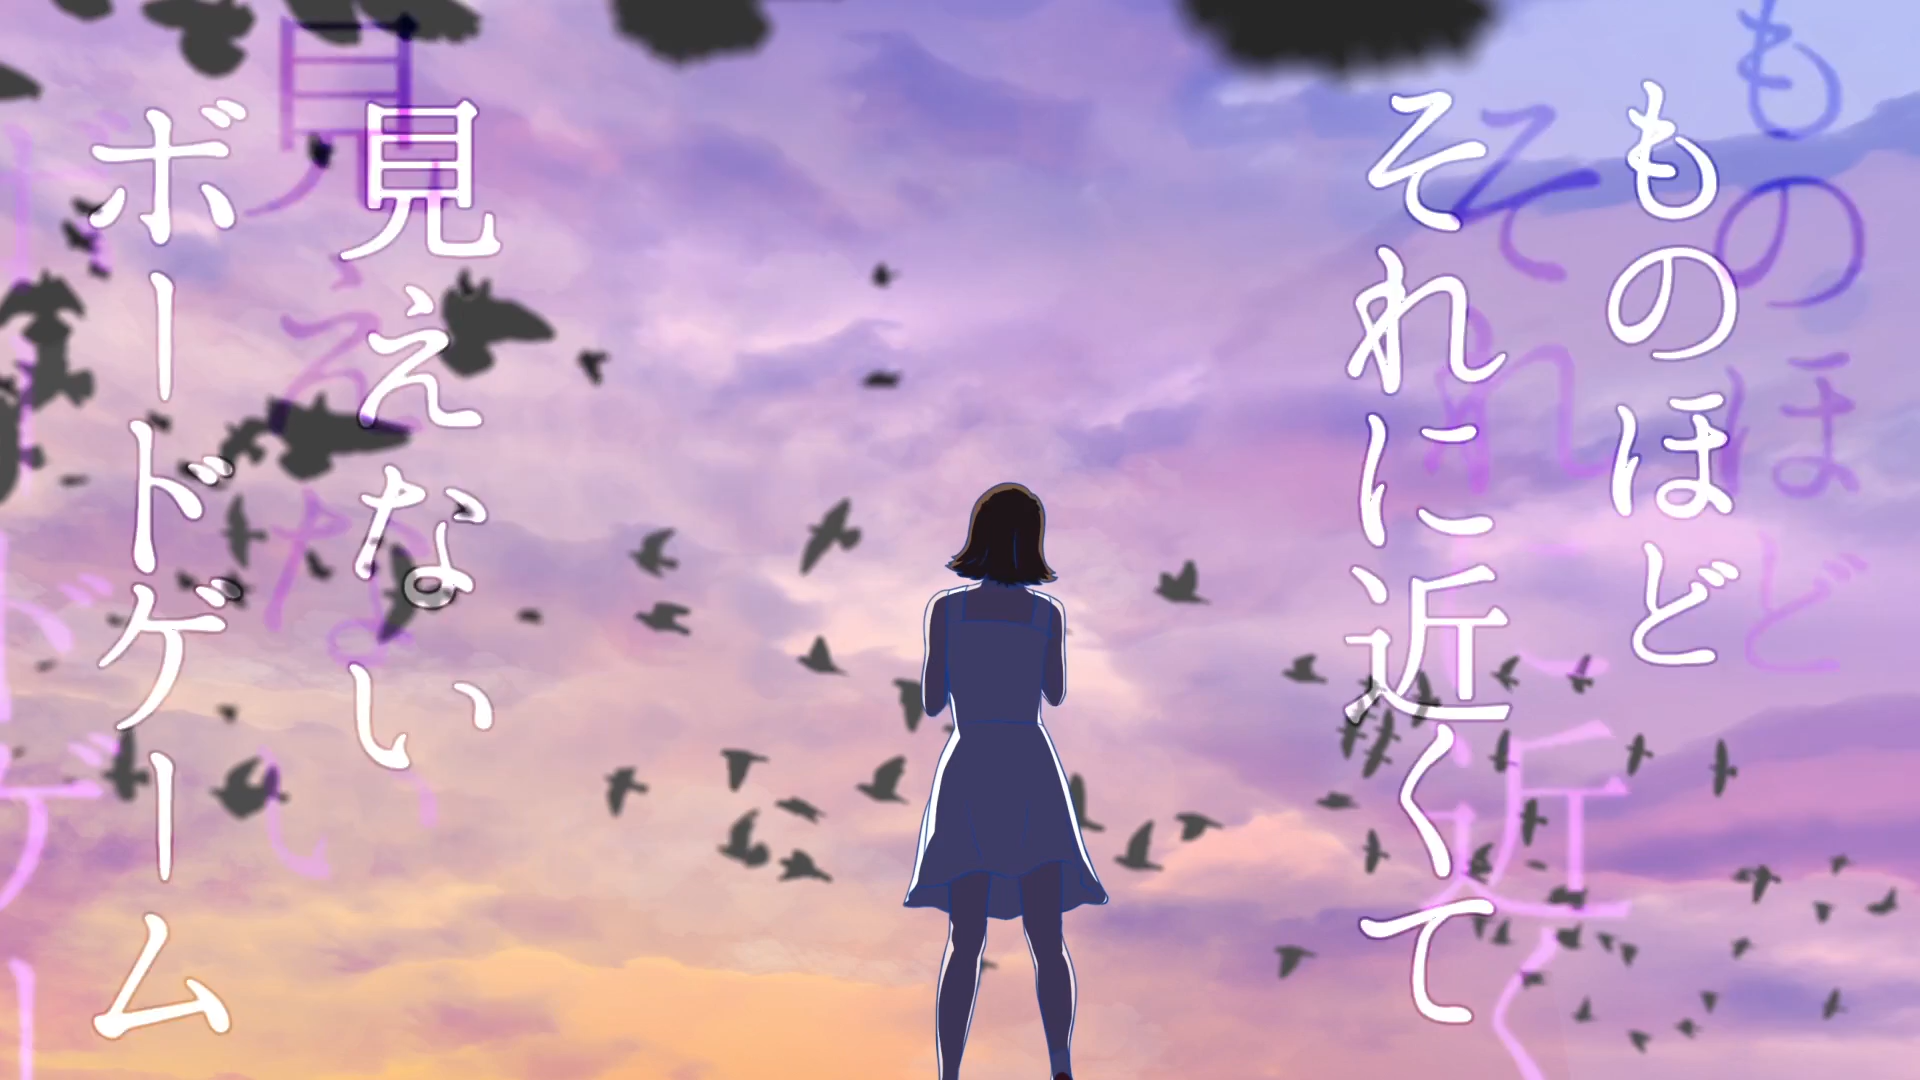 ものほど
それに近くて
見えない
ボードゲーム